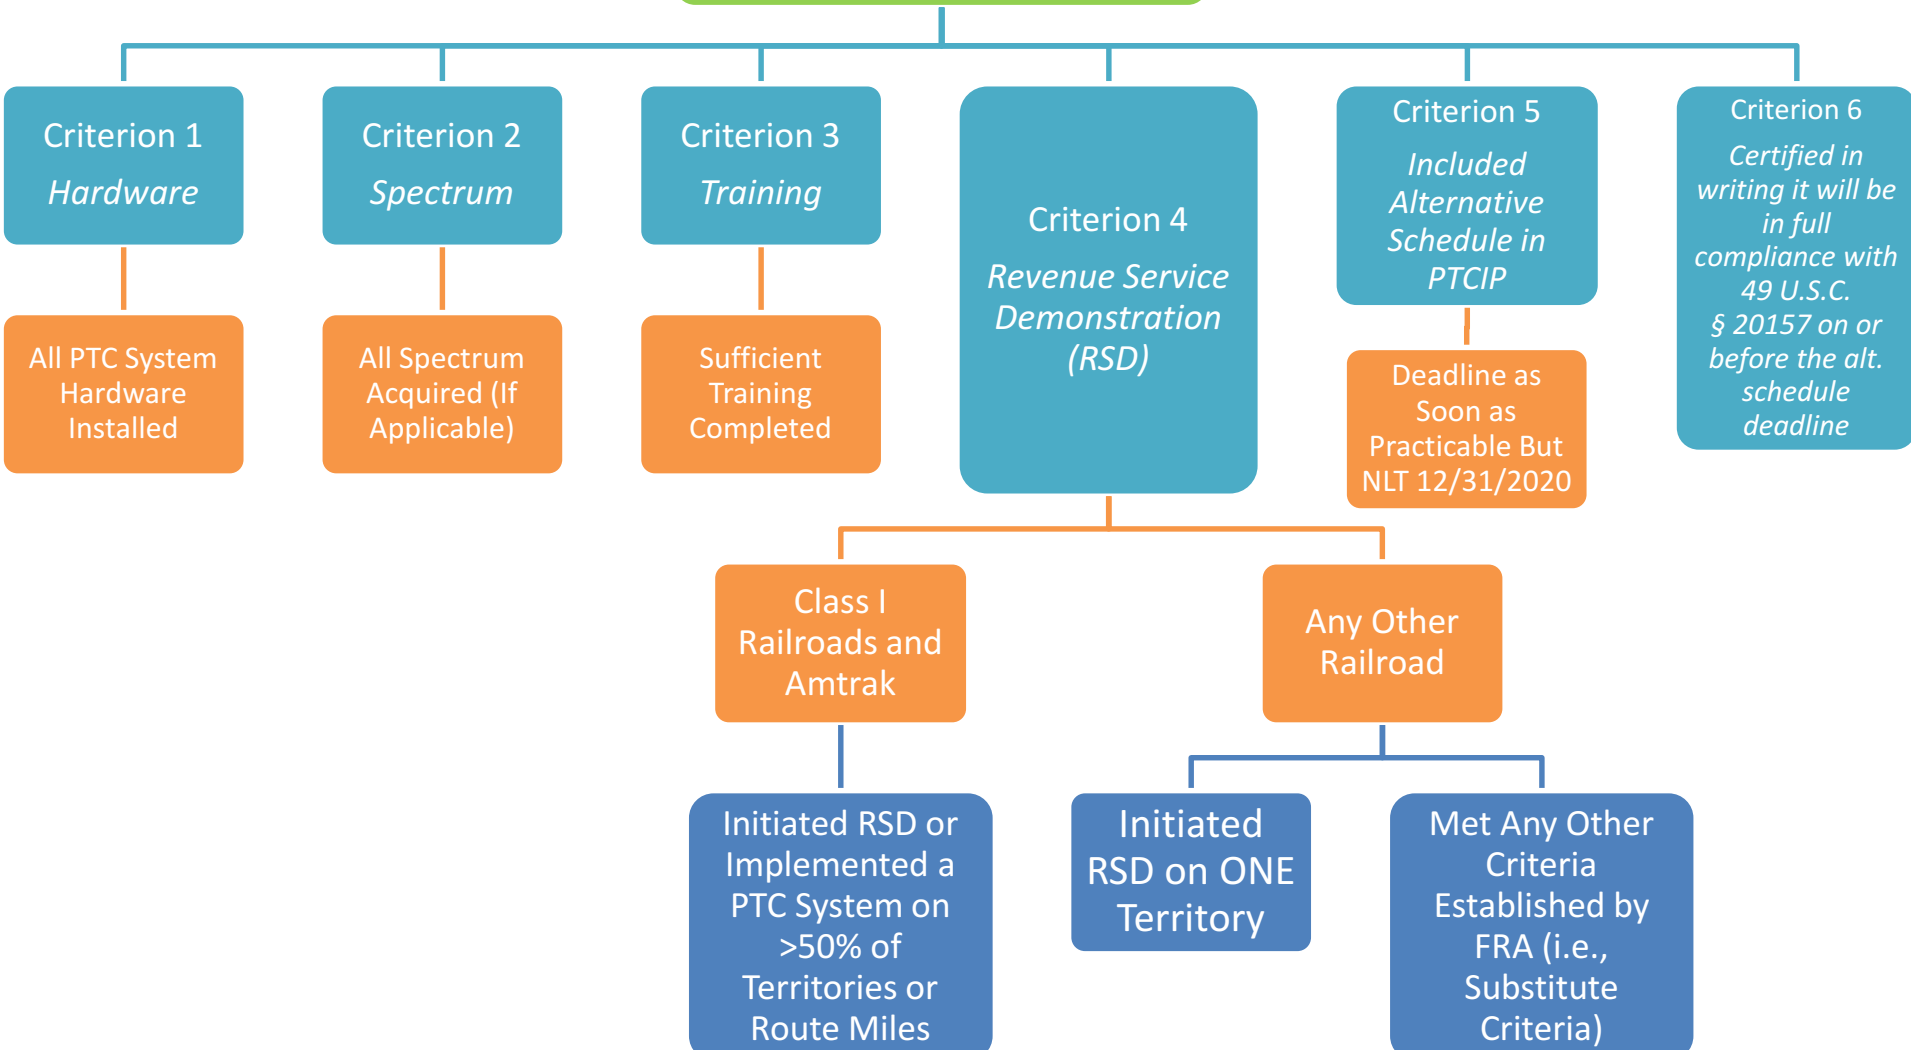 Criterion 1
Hardware
Criterion 2
Spectrum
Criterion 3
Training
Criterion 4
Revenue Service
Demonstration
(RSD)
Criterion 5
Included
Alternative
Schedule in
PTCIP
Criterion 6
Certified in
writing it will be
in full
compliance with
49 U.S.C.
§ 20157 on or
before the alt.
schedule
deadline
All PTC System
Hardware
Installed
All Spectrum
Acquired (If
Applicable)
Sufficient
Training
Completed
Deadline as
Soon as
Practicable But
NLT 12/31/2020
Class I
Railroads and
Amtrak
Any Other
Railroad
Initiated RSD or
Implemented a
PTC System on
>50% of
Territories or
Route Miles
Initiated
RSD on ONE
Territory
Met Any Other
Criteria
Established by
FRA (i.e.,
Substitute
Criteria)